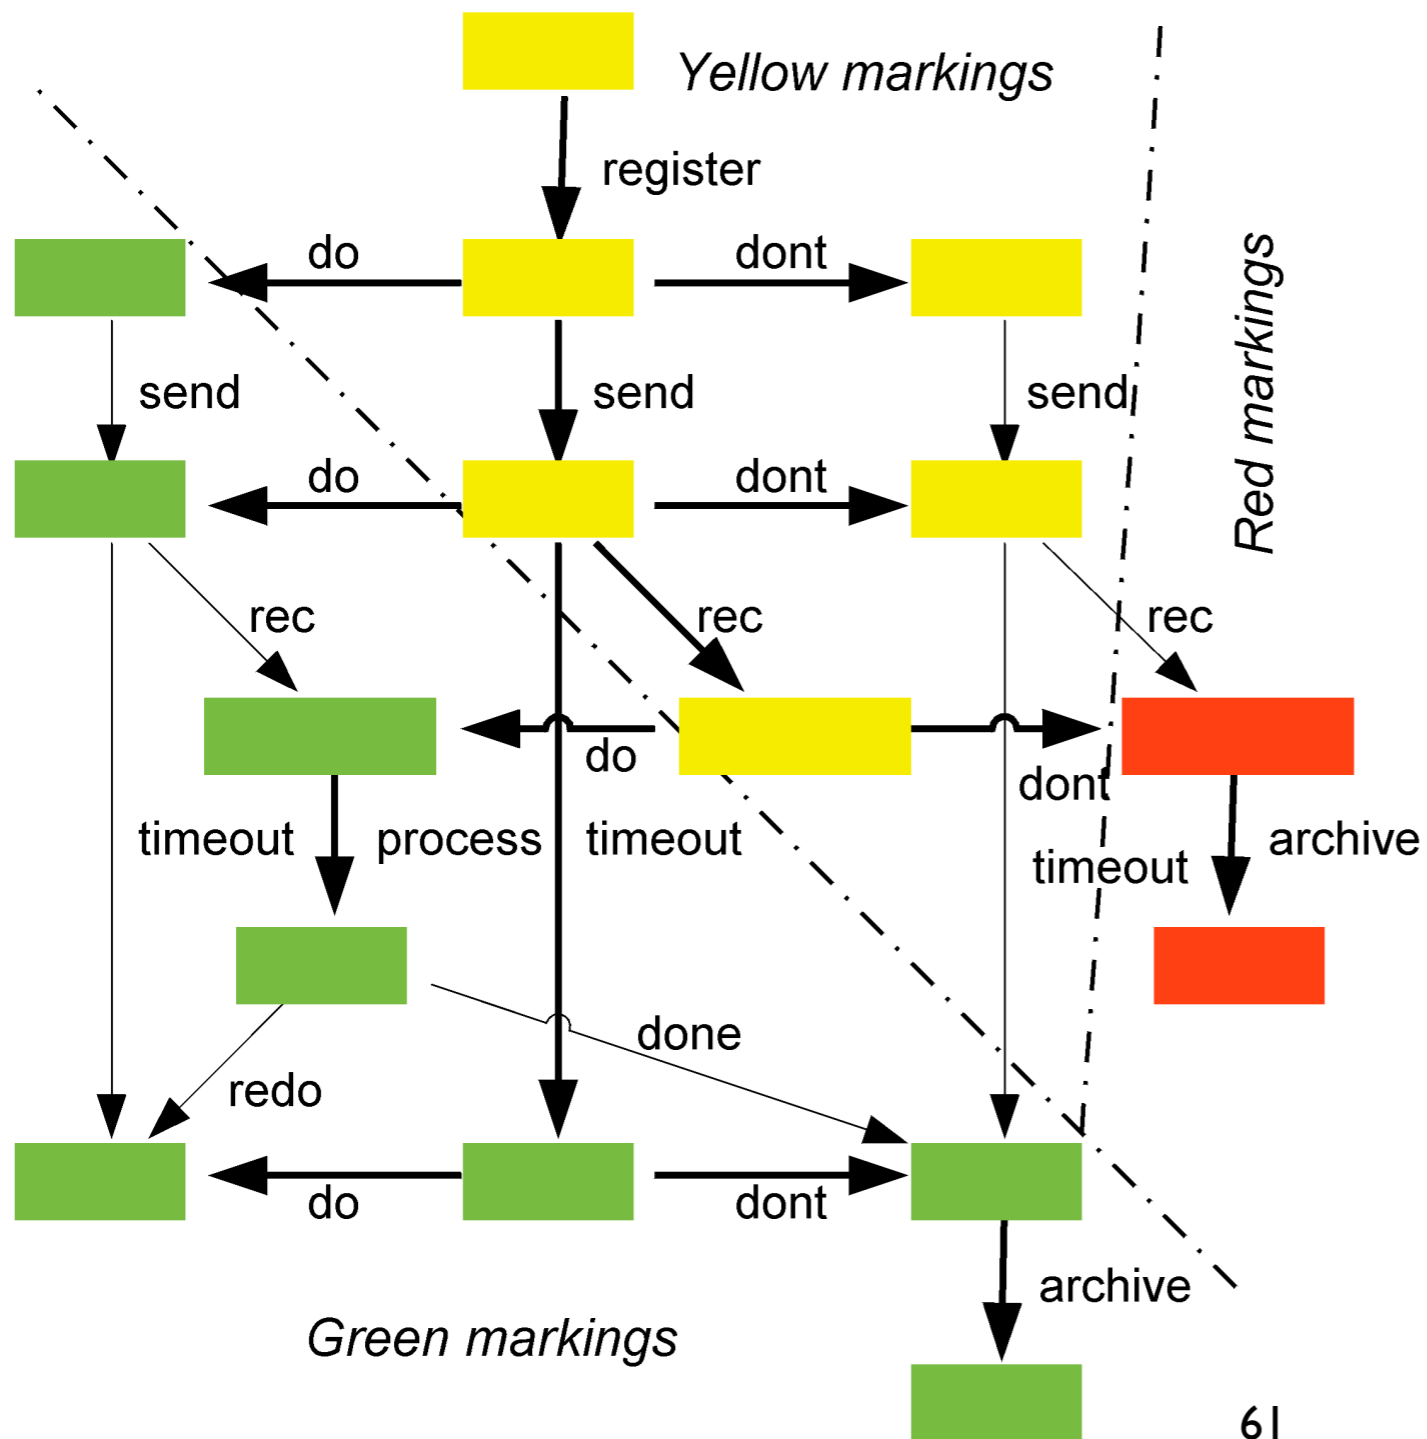 Yellow markings
register
do
dont
Red markings
send
send
send
do
dont
rec
rec
rec
do
dont
timeout
process
timeout
timeout
archive
done
redo
do
dont
archive
Green markings
61